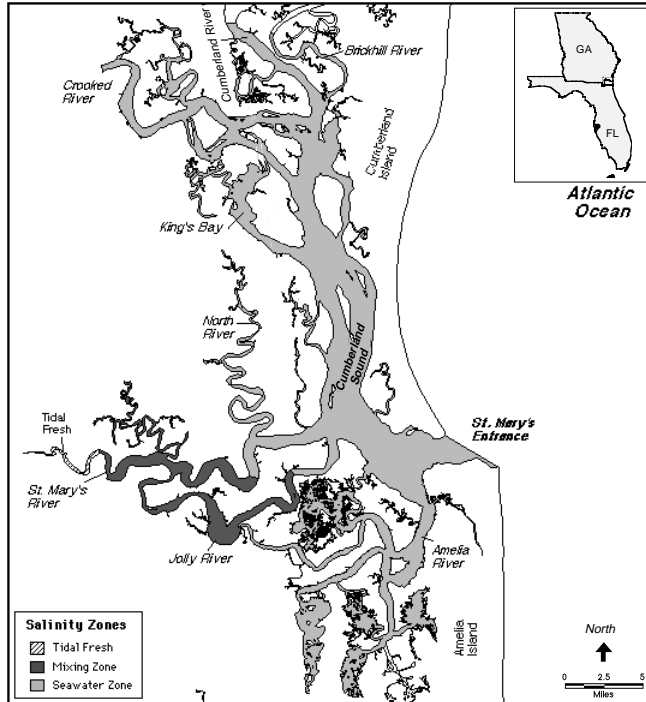 Cumberland River
Brickhill River
Crooked
River
GA
FL
Cumberland
Island
Atlantic
Ocean
King's Bay
North
River
Cumberland
Sound
Tidal
Fresh
St. Mary's
Entrance
St. Mary's
River
Jolly River
Amelia
River
Amelia
Island
Salinity Zones
Tidal Fresh
Mixing Zone
Seawater Zone
North
0 2.5 5
Miles